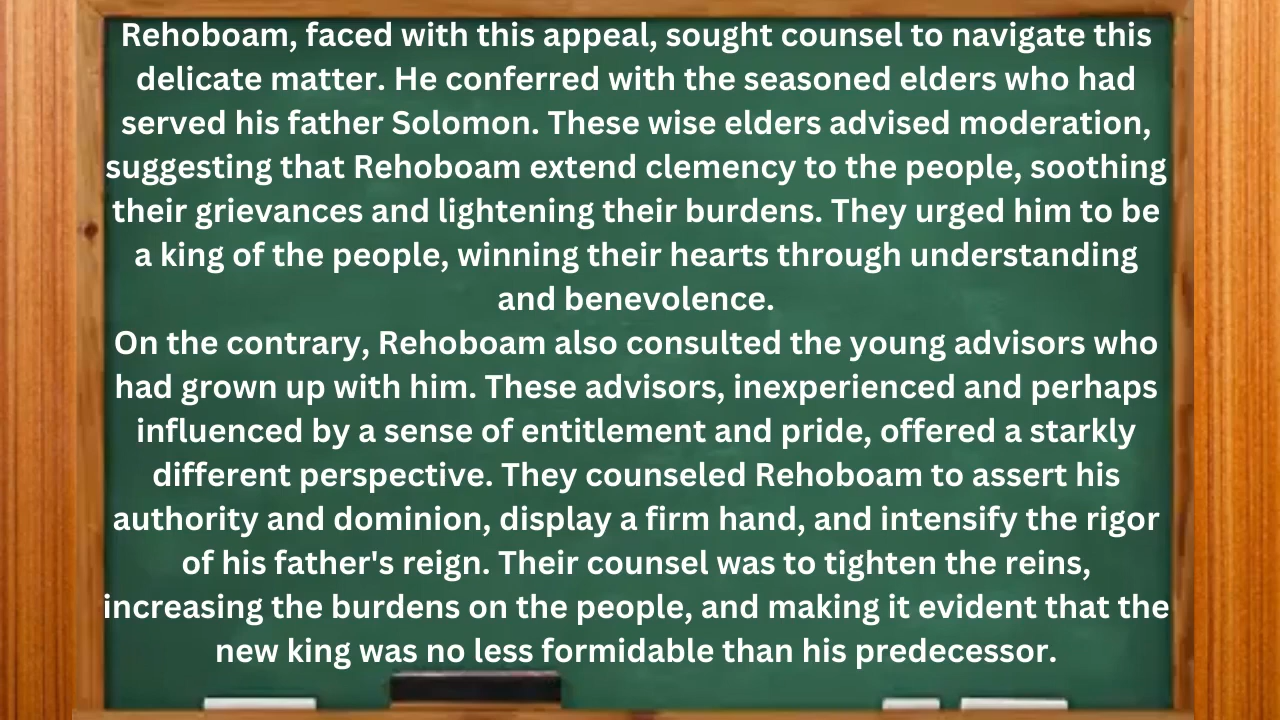 Rehoboam, faced with this appeal, sought counsel to navigate this
delicate matter. He conferred with the seasoned elders who had
served his father Solomon. These wise elders advised moderation,
suggesting that Rehoboam extend clemency to the people, soothing
their grievances and lightening their burdens. They urged him to be
a king of the people, winning their hearts through understanding
and benevolence.
On the contrary, Rehoboam also consulted the young advisors who
had grown up with him. These advisors, inexperienced and perhaps
influenced by a sense of entitlement and pride, offered a starkly
different perspective. They counseled Rehoboam to assert his
authority and dominion, display a firm hand, and intensify the rigor
of his father's reign. Their counsel was to tighten the reins,
increasing the burdens on the people, and making it evident that the
new king was no less formidable than his predecessor.